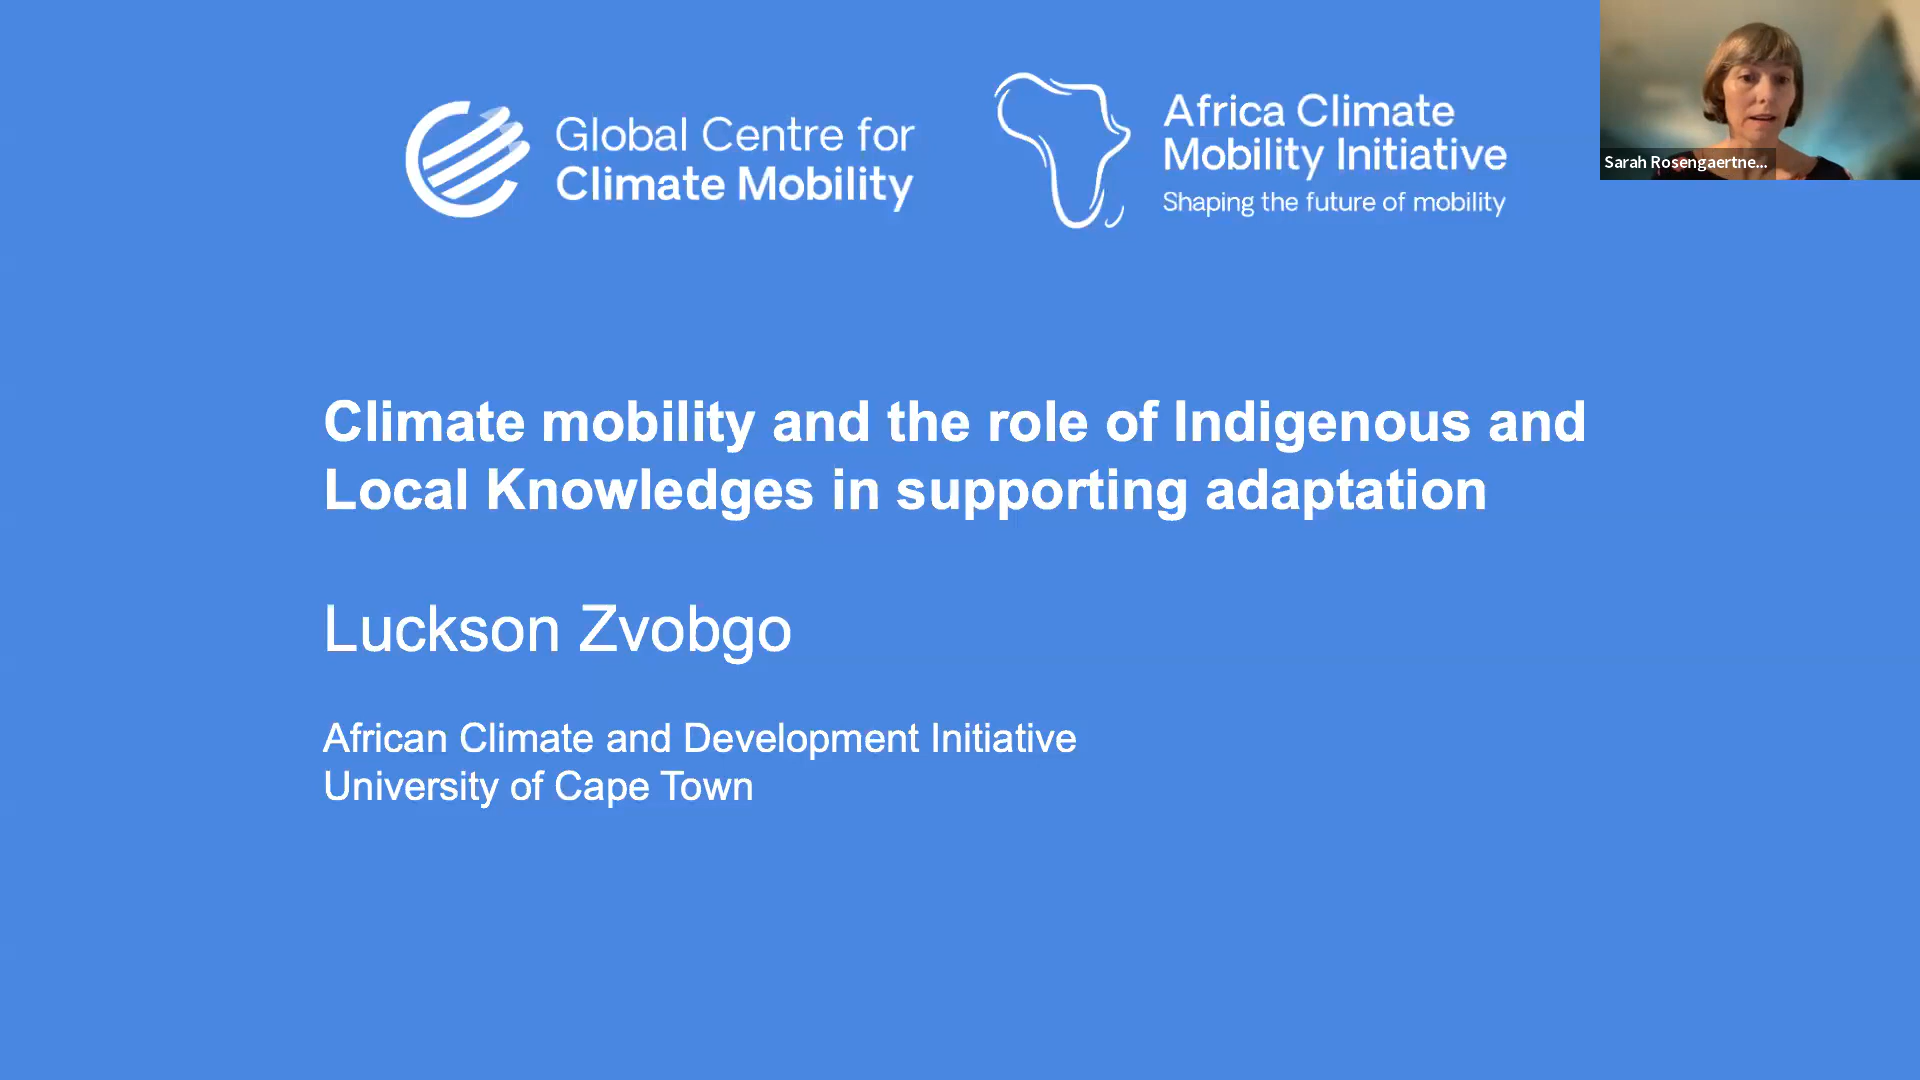 Global Centre for
Climate Mobility
Africa Climate
Mobility Initiative
Shaping the future of mobility
Sarah Rosengaertne...
Climate mobility and the role of Indigenous and
Local Knowledges in supporting adaptation
Luckson Zvobgo
African Climate and Development Initiative
University of Cape Town